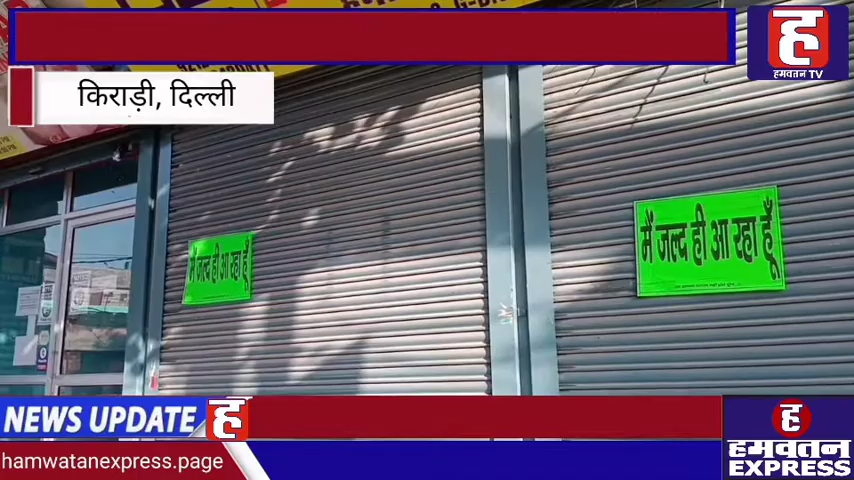 ह
हमवतन TV
किराड़ी, दिल्ली
मैं जल्द ही आ रहा हूँ
मैं जल्द ही आ रहा हूँ
NEWS UPDATE
ह
ह
हमवतन
EXPRESS
hamwatanexpress.page